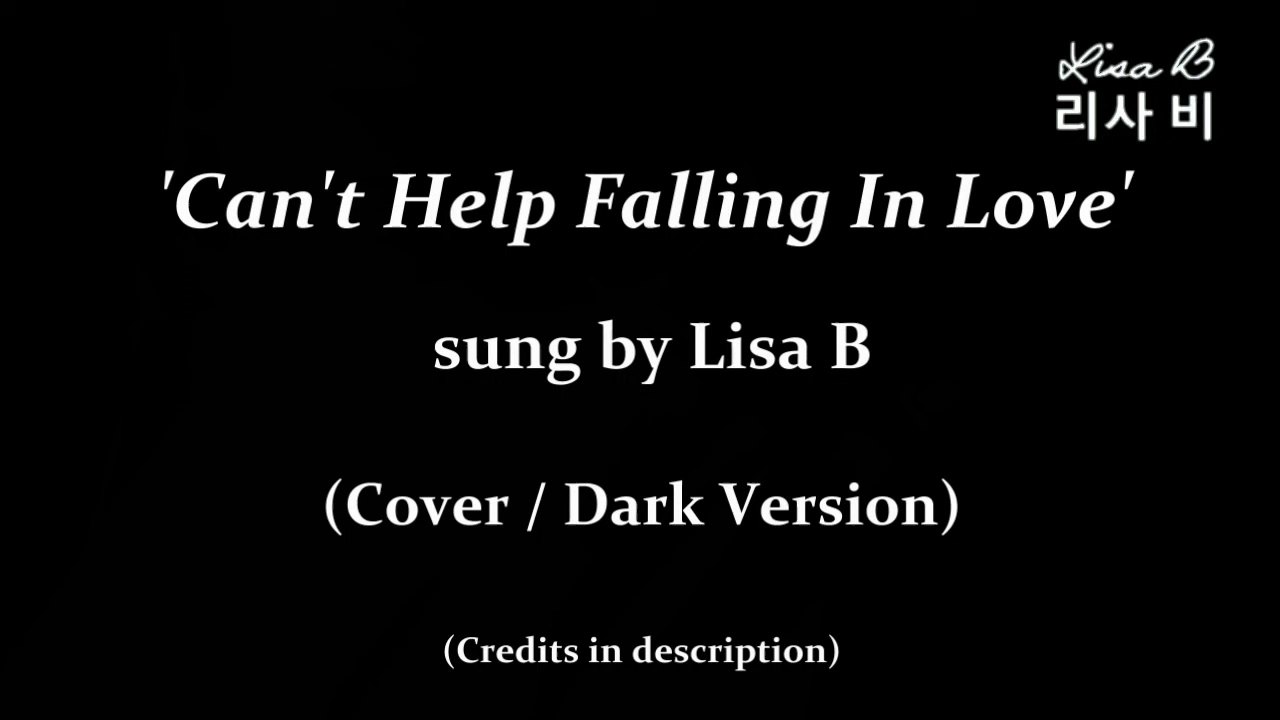 Lisa B
리사 비
'Can't Help Falling In Love'
sung by Lisa B
(Cover / Dark Version)
(Credits in description)